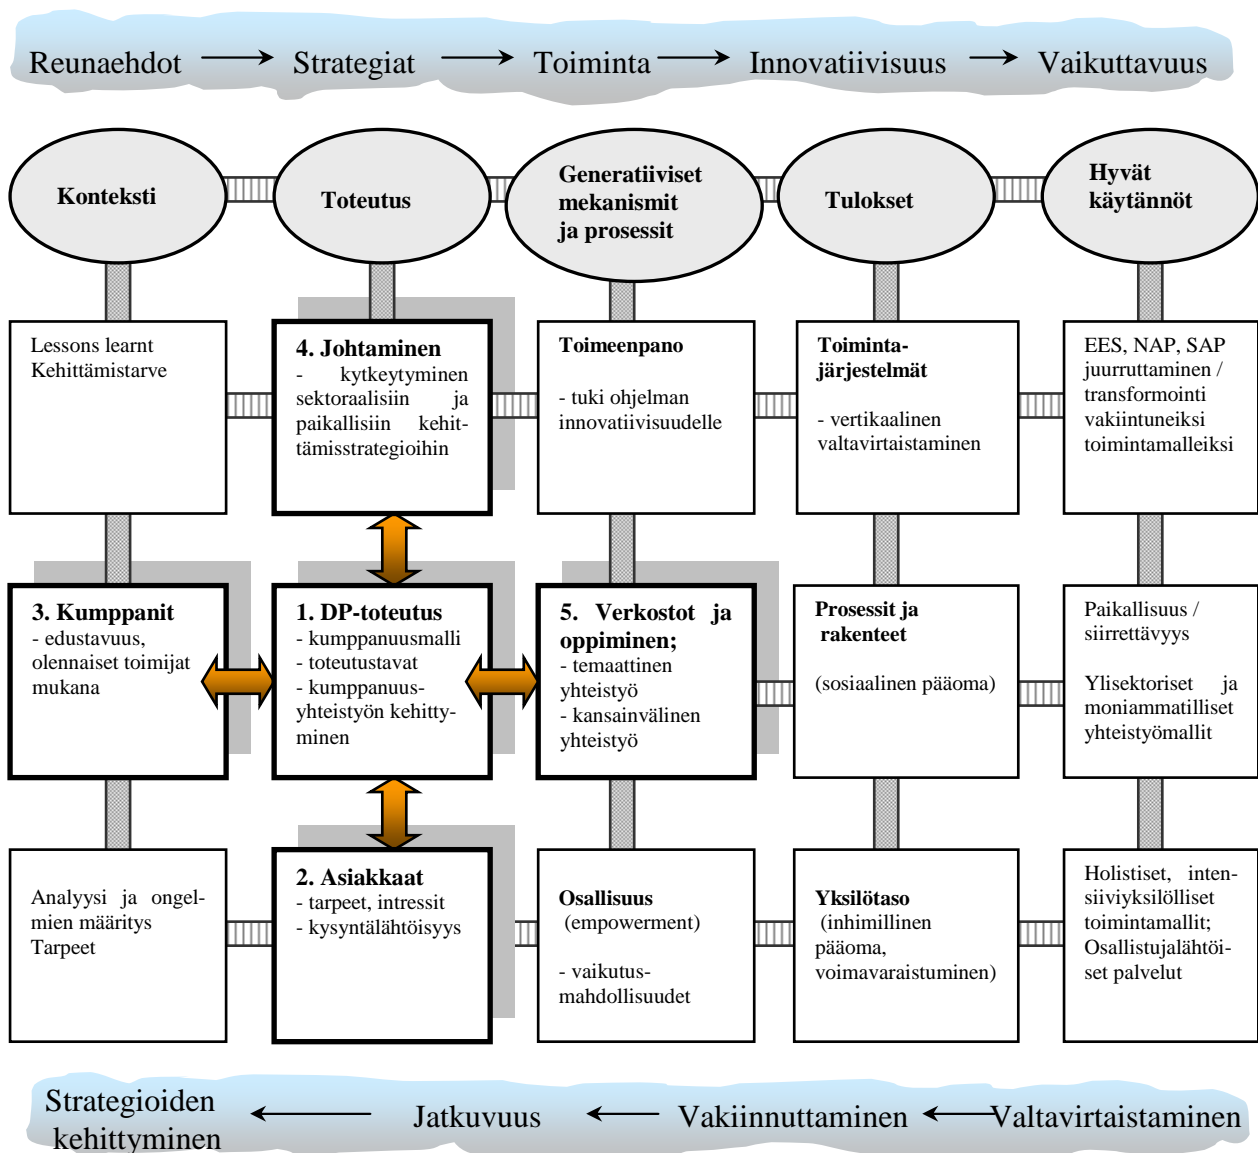 Reunaehdot Strategiat Toiminta Innovatiivisuus Vaikuttavuus
Konteksti
Toteutus
Generatiiviset
mekanismit
ja prosessit
Tulokset
Hyvät
käytännöt
Lessons learnt
Kehittämistarve
4. Johtaminen
- kytkeytyminen
sektoraalisiin ja
paikallisiin kehit-
tämisstrategioihin
Toimeenpano
- tuki ohjelman
innovatiivisuudelle
Toiminta-
järjestelmät
- vertikaalinen
valtavirtaistaminen
EES, NAP, SAP
juurruttaminen /
transformointi
vakiintuneiksi
toimintamalleiksi
3. Kumppanit
- edustavuus,
olennaiset toimijat
mukana
1. DP-toteutus
- kumppanuusmalli
- toteutustavat
- kumppanuus-
yhteistyön kehitty-
minen
5. Verkostot ja
oppiminen;
- temaattinen
yhteistyö
- kansainvälinen
yhteistyö
Prosessit ja
rakenteet
(sosiaalinen pääoma)
Paikallisuus /
siirrettävyys
Ylisektoriset ja
moniammatilliset
yhteistyömallit
Analyysi ja ongel-
mien määritys
Tarpeet
2. Asiakkaat
- tarpeet, intressit
- kysyntälähtöisyys
Osallisuus
(empowerment)
- vaikutus-
mahdollisuudet
Yksilötaso
(inhimillinen
pääoma,
voimavaraistuminen)
Holistiset, inten-
siiviyksilölliset
toimintamallit;
Osallistujalähtöi-
set palvelut
Strategioiden
kehittyminen
Jatkuvuus Vakiinnuttaminen Valtavirtaistaminen